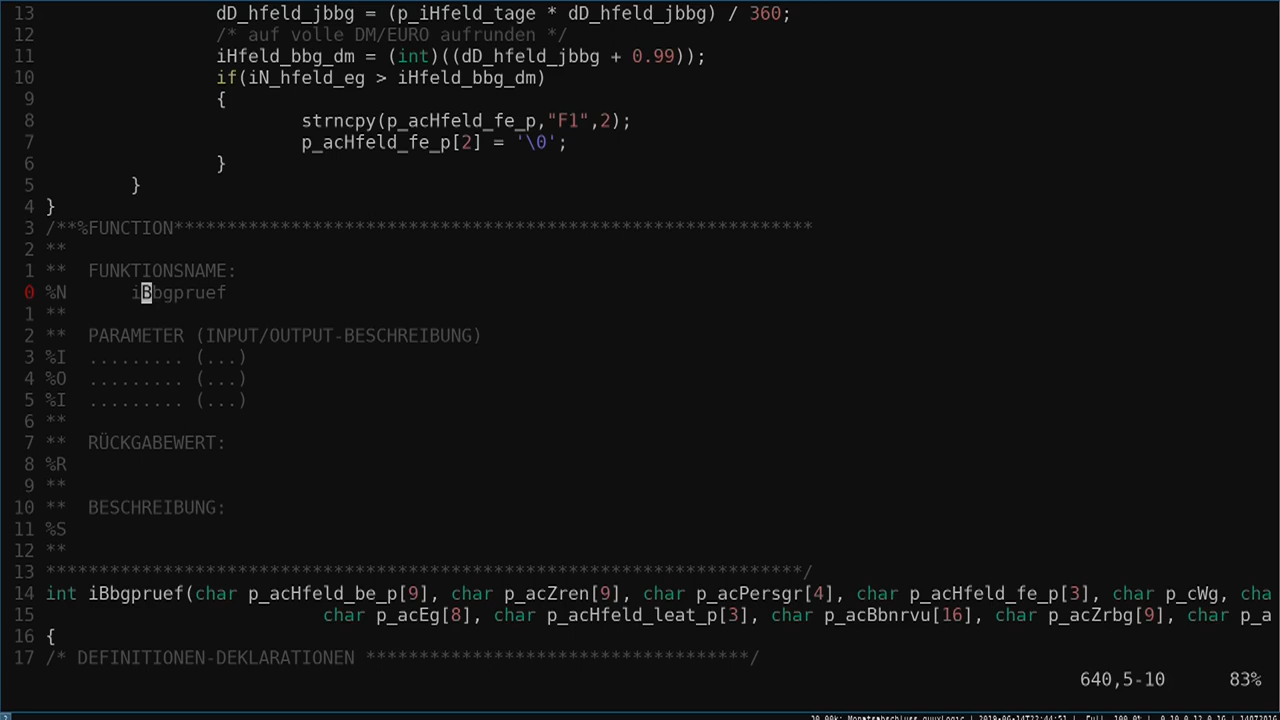 13 dD_hfeld_jbbg = (p_iHfeld_tage * dD_hfeld_jbbg) / 360;
12 /* auf volle DM/EURO aufrunden */
11 iHfeld_bbg_dm = (int)((dD_hfeld_jbbg + 0.99));
10 if(iN_hfeld_eg > iHfeld_bbg_dm)
9 {
8 strncpy(p_acHfeld_fe_p,"F1",2);
7 p_acHfeld_fe_p[2] = '\0';
6 }
5 }
4 }
3 /**%FUNCTION************************************************************
2 **
1 ** FUNKTIONSNAME:
0 %N iBbgpruef
1 **
2 ** PARAMETER (INPUT/OUTPUT-BESCHREIBUNG)
3 %I ......... (...)
4 %O ......... (...)
5 %I ......... (...)
6 **
7 ** RÜCKGABEWERT:
8 %R
9 **
10 ** BESCHREIBUNG:
11 %S
12 **
13 ***********************************************************************/
14 int iBbgpruef(char p_acHfeld_be_p[9], char p_acZren[9], char p_acPersgr[4], char p_acHfeld_fe_p[3], char p_cWg, cha
15 char p_acEg[8], char p_acHfeld_leat_p[3], char p_acBbnrvu[16], char p_acZrbg[9], char p_a
16 {
17 /* DEFINITIONEN-DEKLARATIONEN ************************************/
640,5-10 83%